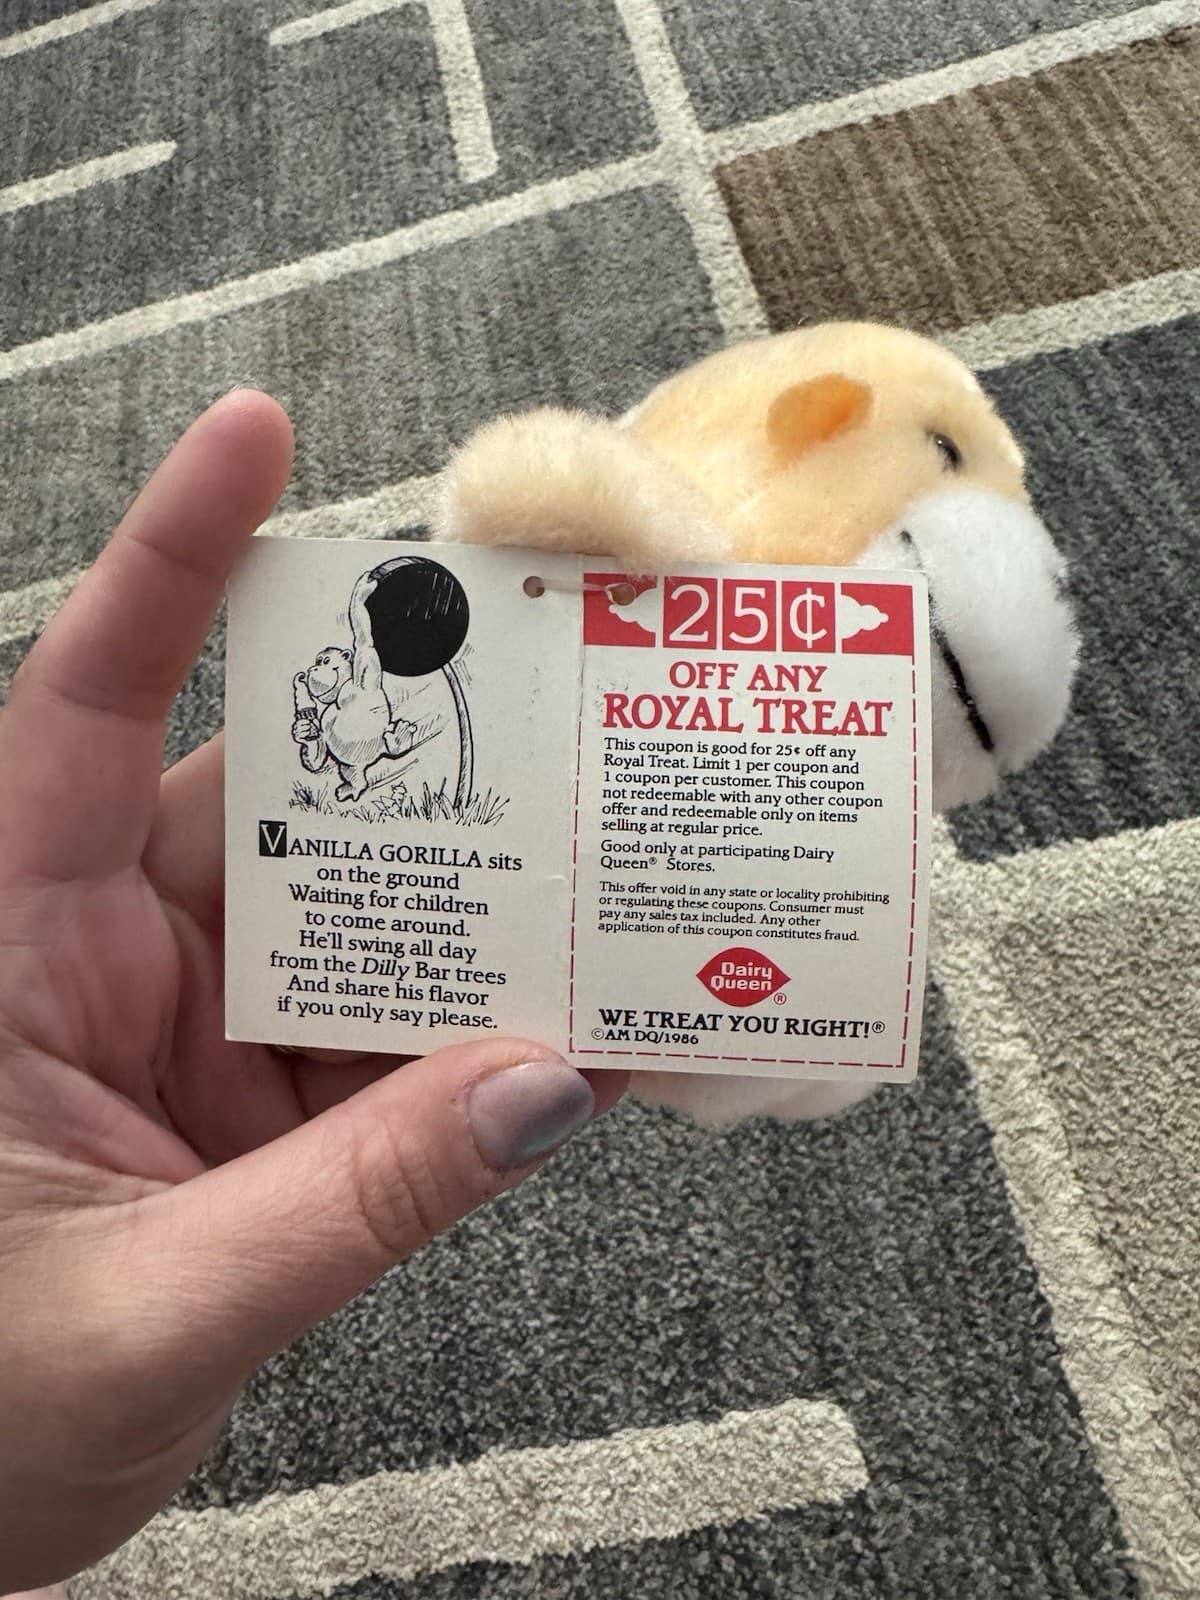 VANILLA GORILLA sits
on the ground
Waiting for children
to come around.
He'll swing all day
from the Dilly Bar trees
And share his flavor
if you only say please.
25¢
OFF ANY
ROYAL TREAT
This coupon is good for 25¢ off any
Royal Treat. Limit 1 per coupon and
1 coupon per customer. This coupon
not redeemable with any other coupon
offer and redeemable only on items
selling at regular price.
Good only at participating Dairy
Queen® Stores.
This offer void in any state or locality prohibiting
or regulating these coupons. Consumer must
pay any sales tax included. Any other
application of this coupon constitutes fraud.
Dairy
Queen®
WE TREAT YOU RIGHT!®
©AM DQ/1986